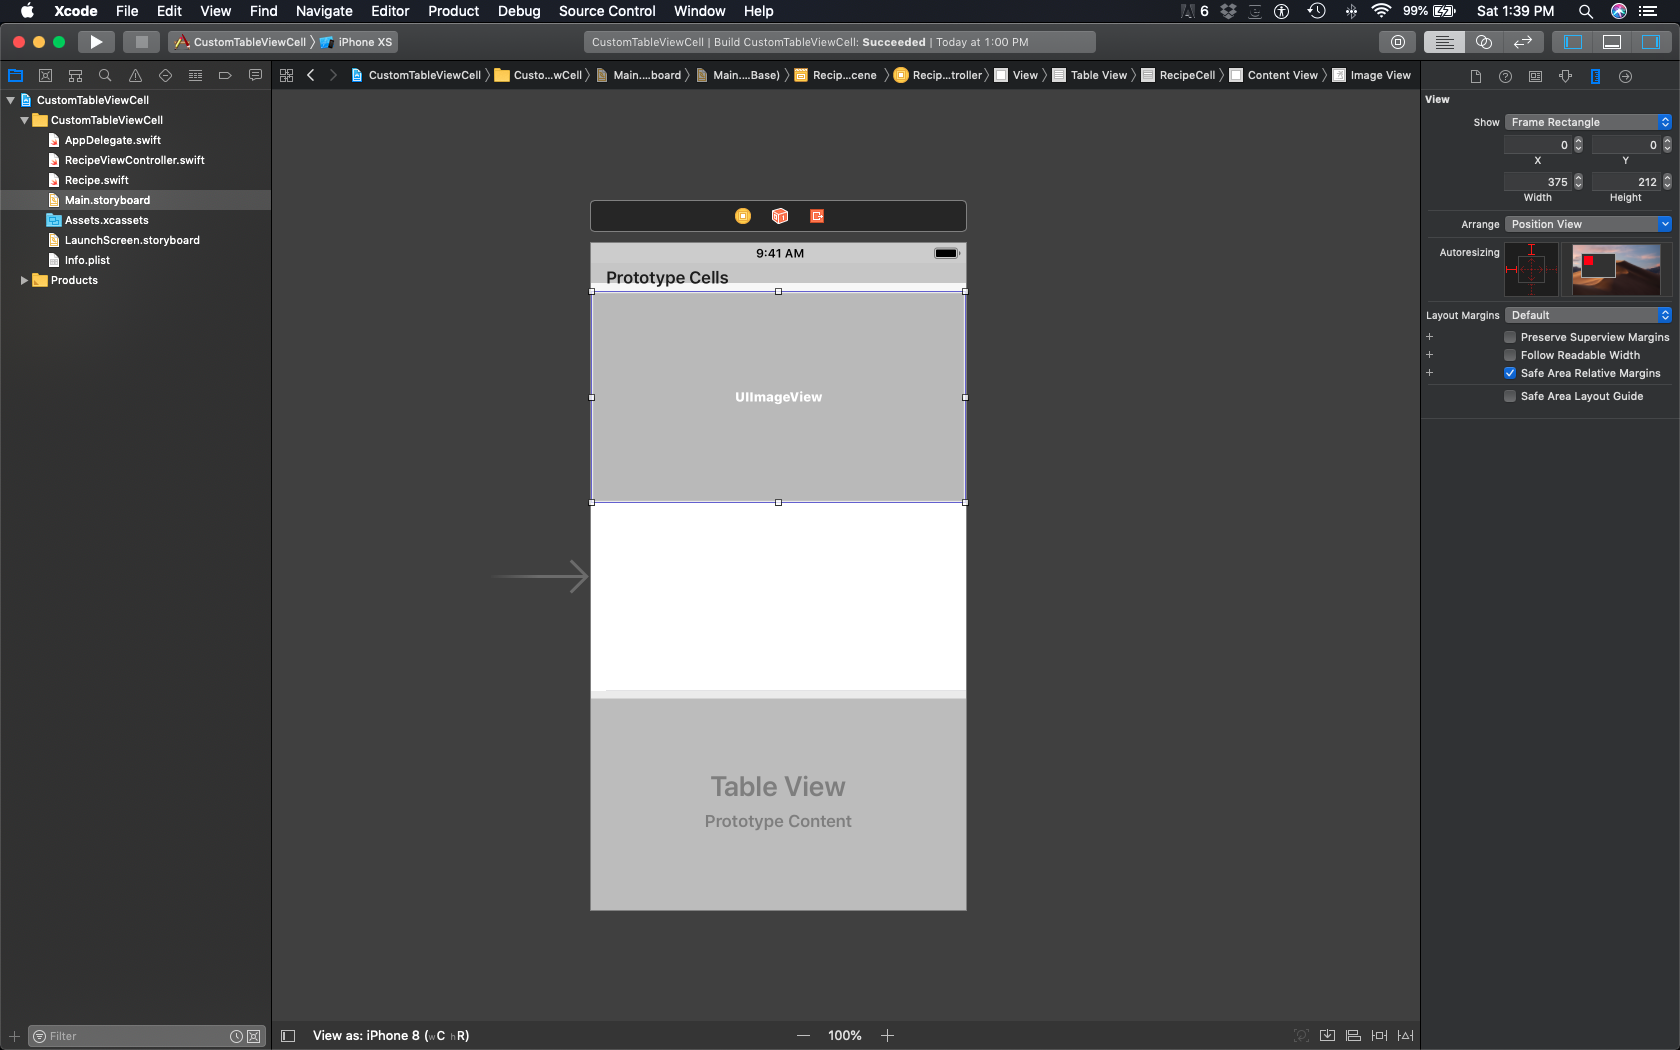 Xcode File Edit View Find Navigate Editor Product Debug Source Control Window Help 6 99% Sat 1:39 PM
CustomTableViewCell iPhone XS CustomTableViewCell | Build CustomTableViewCell: Succeeded | Today at 1:00 PM
CustomTableViewCell Custo...wCell Main....board Main....Base) Recip...cene Recip...troller View Table View RecipeCell Content View Image View
CustomTableViewCell
CustomTableViewCell
AppDelegate.swift
RecipeViewController.swift
Recipe.swift
Main.storyboard
Assets.xcassets
LaunchScreen.storyboard
Info.plist
Products
Filter
9:41 AM
Prototype Cells
UIImageView
Table View
Prototype Content
View as: iPhone 8 (wC hR)
100%
View
Show Frame Rectangle
0 0
X Y
375 212
Width Height
Arrange Position View
Autoresizing
Layout Margins Default
Preserve Superview Margins
Follow Readable Width
Safe Area Relative Margins
Safe Area Layout Guide